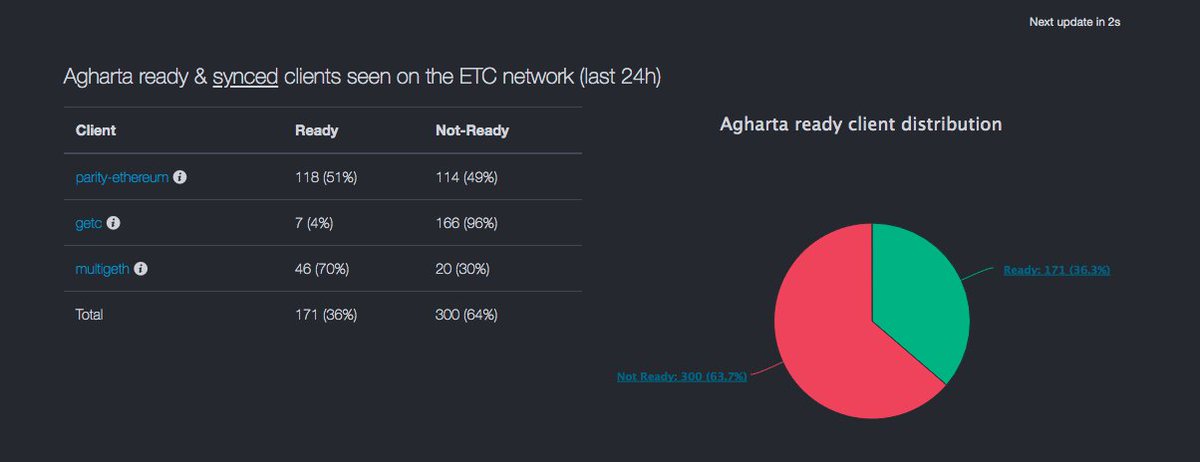 Next update in 2s
Agharta ready & synced clients seen on the ETC network (last 24h)
Client Ready Not-Ready
parity-ethereum 118 (51%) 114 (49%)
getc 7 (4%) 166 (96%)
multigeth 46 (70%) 20 (30%)
Total 171 (36%) 300 (64%)
Agharta ready client distribution
Ready: 171 (36.3%)
Not Ready: 300 (63.7%)